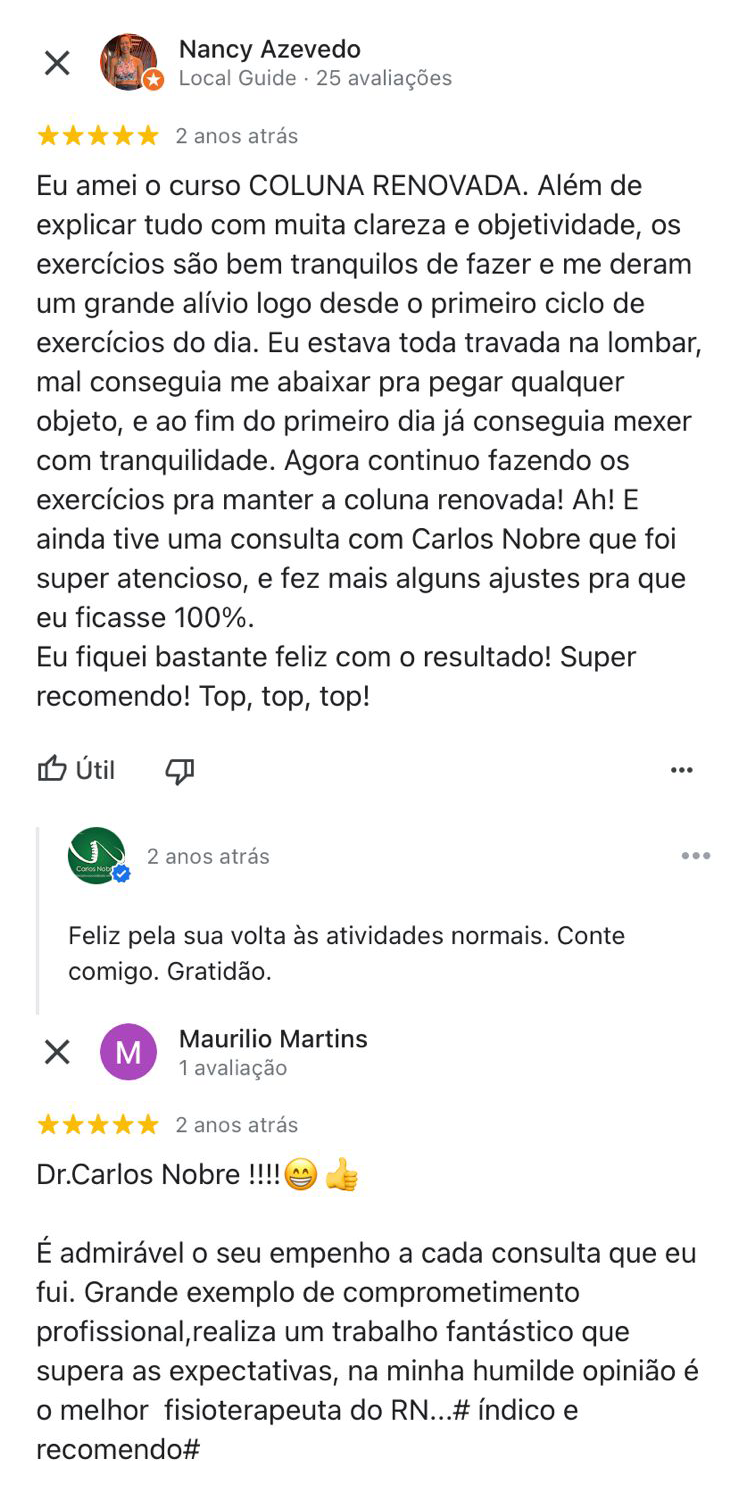 Nancy Azevedo
Local Guide · 25 avaliações
2 anos atrás
Eu amei o curso COLUNA RENOVADA. Além de
explicar tudo com muita clareza e objetividade, os
exercícios são bem tranquilos de fazer e me deram
um grande alívio logo desde o primeiro ciclo de
exercícios do dia. Eu estava toda travada na lombar,
mal conseguia me abaixar pra pegar qualquer
objeto, e ao fim do primeiro dia já conseguia mexer
com tranquilidade. Agora continuo fazendo os
exercícios pra manter a coluna renovada! Ah! E
ainda tive uma consulta com Carlos Nobre que foi
super atencioso, e fez mais alguns ajustes pra que
eu ficasse 100%.
Eu fiquei bastante feliz com o resultado! Super
recomendo! Top, top, top!
Útil
2 anos atrás
Feliz pela sua volta às atividades normais. Conte
comigo. Gratidão.
M
Maurilio Martins
1 avaliação
2 anos atrás
Dr.Carlos Nobre !!!!😁👍
É admirável o seu empenho a cada consulta que eu
fui. Grande exemplo de comprometimento
profissional,realiza um trabalho fantástico que
supera as expectativas, na minha humilde opinião é
o melhor  fisioterapeuta do RN...# índico e
recomendo#